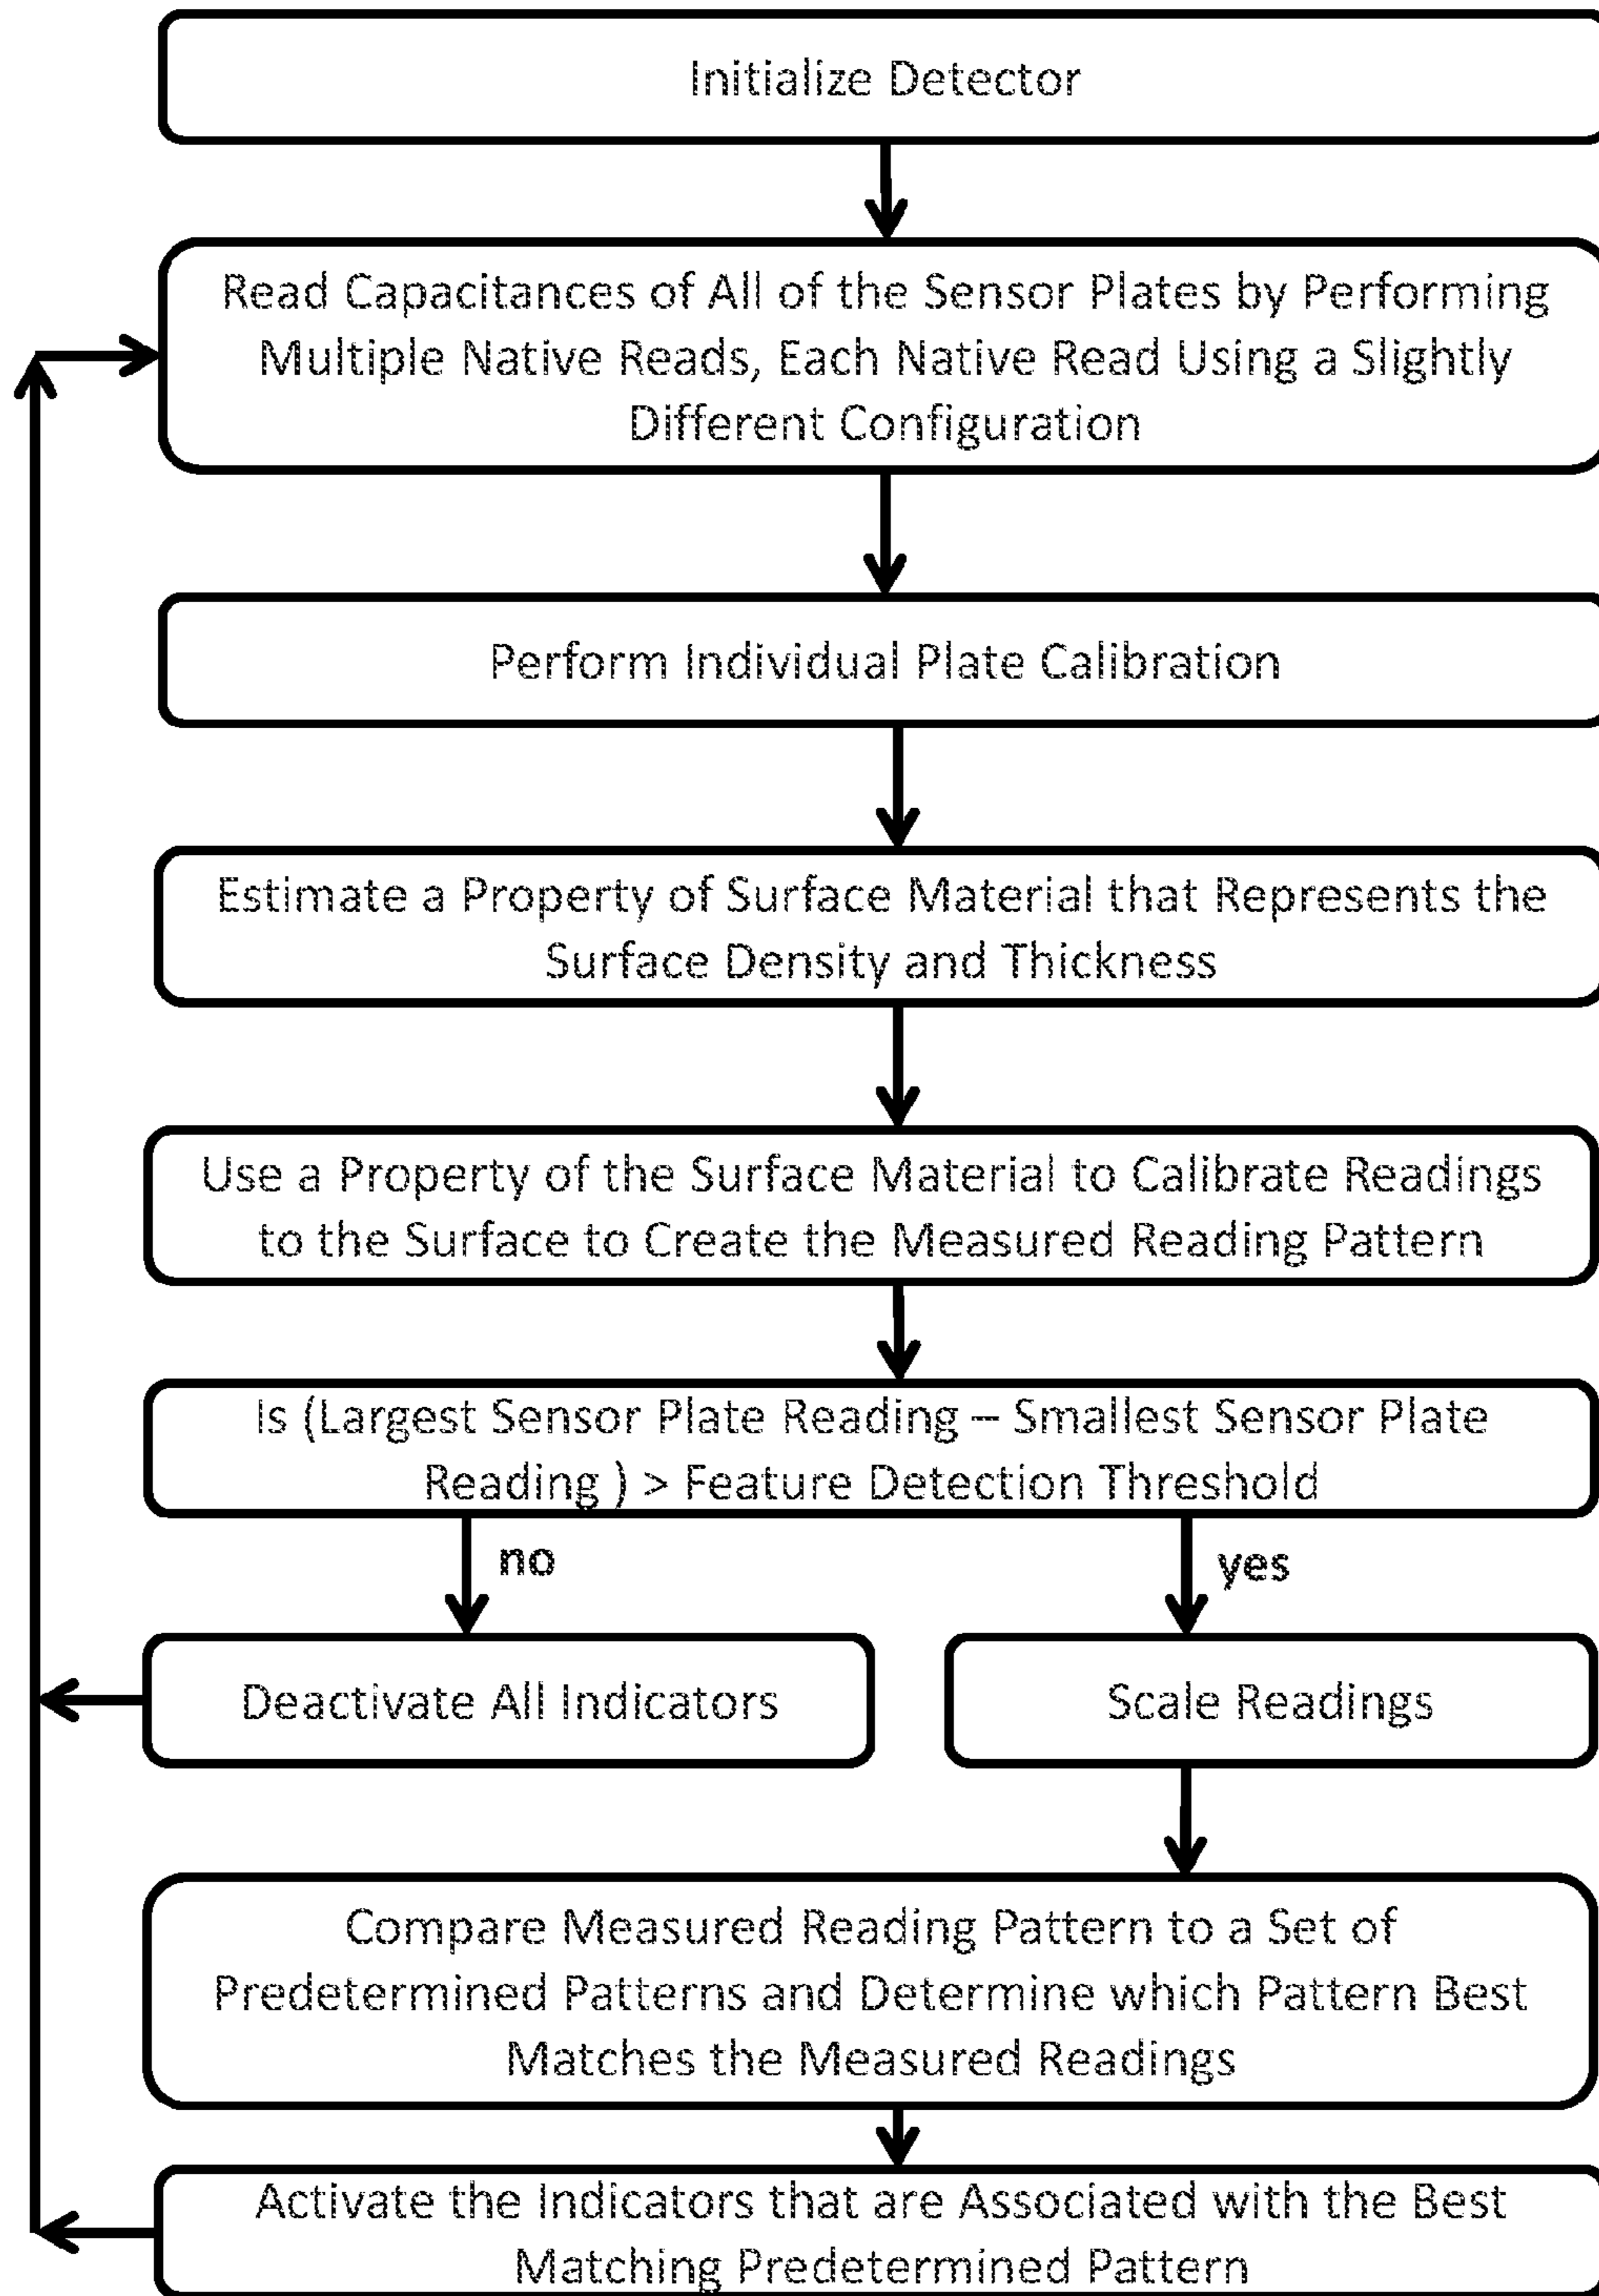 Initialize Detector
Read Capacitances of All of the Sensor Plates by Performing
Multiple Native Reads, Each Native Read Using a Slightly
Different Configuration
Perform Individual Plate Calibration
Estimate a Property of Surface Material that Represents the
Surface Density and Thickness
Use a Property of the Surface Material to Calibrate Readings
to the Surface to Create the Measured Reading Pattern
Is (Largest Sensor Plate Reading – Smallest Sensor Plate
Reading ) > Feature Detection Threshold
no
yes
Deactivate All Indicators
Scale Readings
Compare Measured Reading Pattern to a Set of
Predetermined Patterns and Determine which Pattern Best
Matches the Measured Readings
Activate the Indicators that are Associated with the Best
Matching Predetermined Pattern